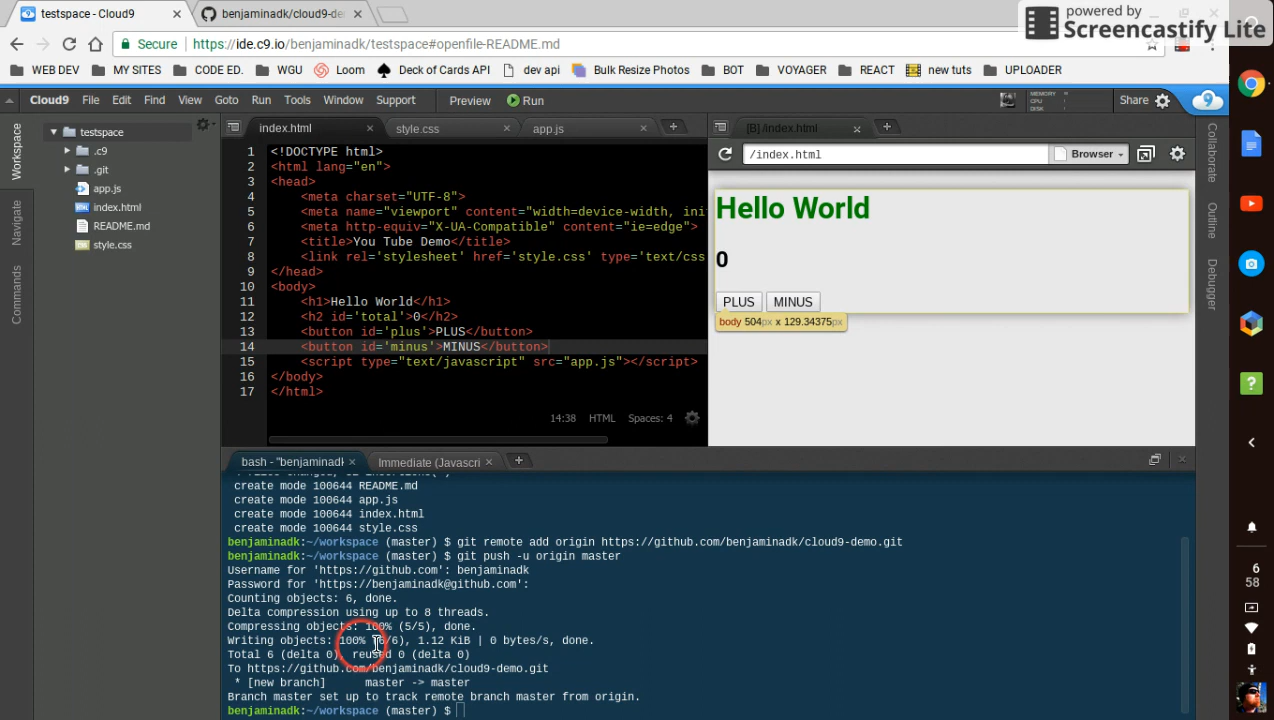 testspace - Cloud9
benjaminadk/cloud9-de
powered by
Screencastify Lite
Secure
https://ide.c9.io/benjaminadk/testspace#openfile-README.md
WEB DEV
MY SITES
CODE ED.
WGU
Loom
Deck of Cards API
dev api
Bulk Resize Photos
BOT
VOYAGER
REACT
new tuts
UPLOADER
Cloud9
File
Edit
Find
View
Goto
Run
Tools
Window
Support
Preview
Run
MEMORY
CPU
DISK
Share
Workspace
Navigate
Commands
testspace
.c9
.git
app.js
index.html
README.md
style.css
index.html
style.css
app.js
1 <!DOCTYPE html>
2 <html lang="en">
3 <head>
4 <meta charset="UTF-8">
5 <meta name="viewport" content="width=device-width, ini
6 <meta http-equiv="X-UA-Compatible" content="ie=edge">
7 <title>You Tube Demo</title>
8 <link rel='stylesheet' href='style.css' type='text/css
9 </head>
10 <body>
11 <h1>Hello World</h1>
12 <h2 id='total'>0</h2>
13 <button id='plus'>PLUS</button>
14 <button id='minus'>MINUS</button>
15 <script type="text/javascript" src="app.js"></script>
16 </body>
17 </html>
14:38 HTML Spaces: 4
[B] /index.html
/index.html
Browser
Hello World
0
PLUS
MINUS
body 504px x 129.34375px
Collaborate
Outline
Debugger
bash - "benjaminadk
Immediate (Javascri
create mode 100644 README.md
create mode 100644 app.js
create mode 100644 index.html
create mode 100644 style.css
benjaminadk:~/workspace (master) $ git remote add origin https://github.com/benjaminadk/cloud9-demo.git
benjaminadk:~/workspace (master) $ git push -u origin master
Username for 'https://github.com': benjaminadk
Password for 'https://benjaminadk@github.com':
Counting objects: 6, done.
Delta compression using up to 8 threads.
Compressing objects: 100% (5/5), done.
Writing objects: 100% (6/6), 1.12 KiB | 0 bytes/s, done.
Total 6 (delta 0), reused 0 (delta 0)
To https://github.com/benjaminadk/cloud9-demo.git
* [new branch] master -> master
Branch master set up to track remote branch master from origin.
benjaminadk:~/workspace (master) $
6
58